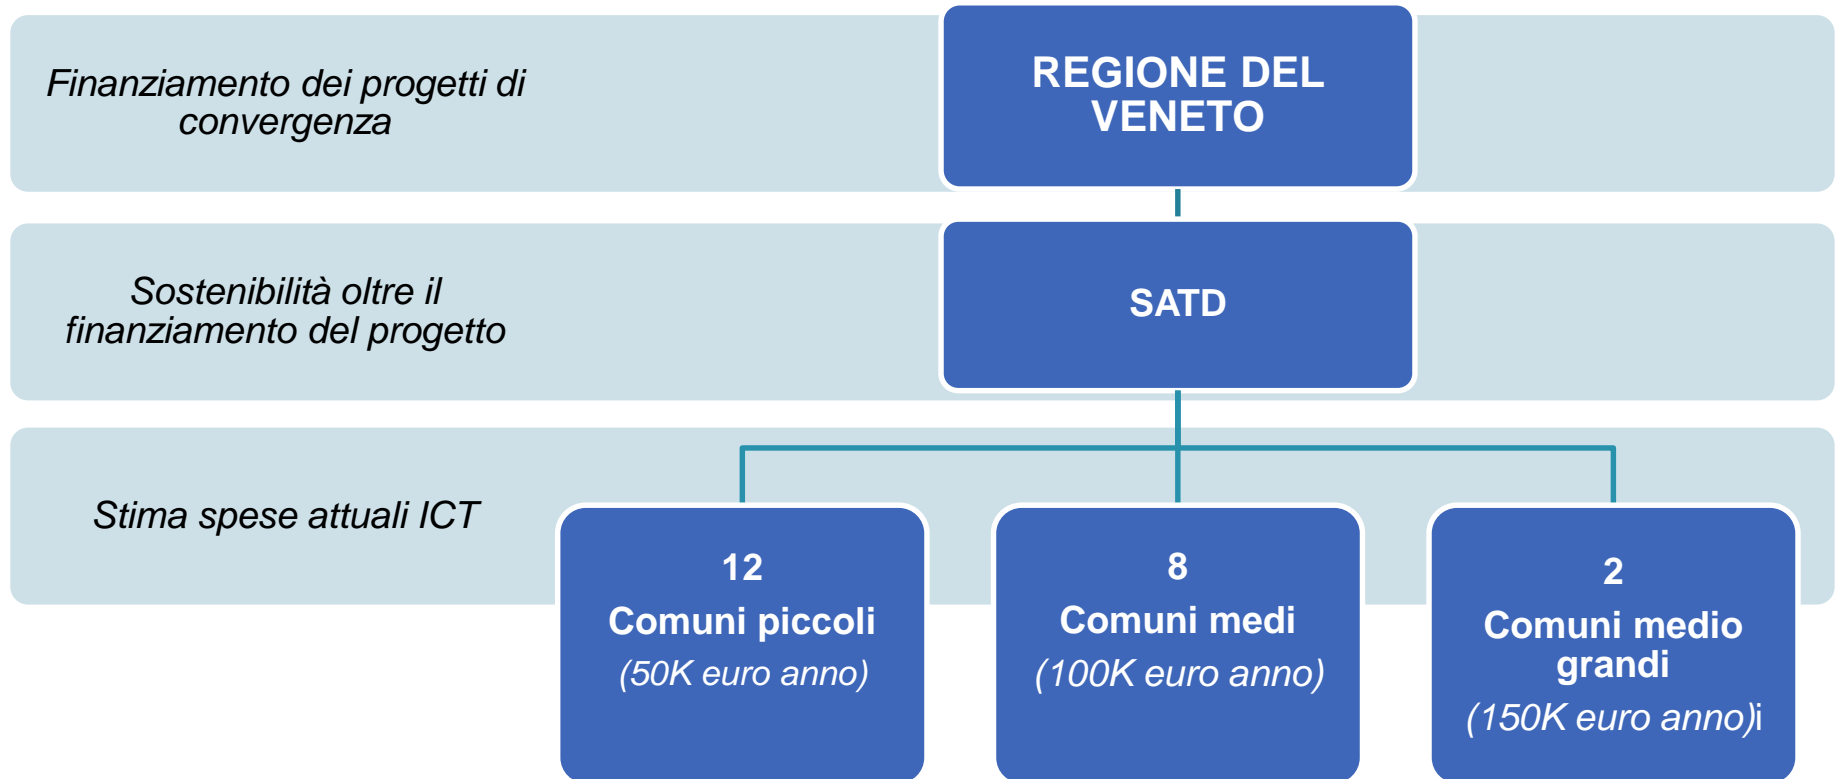 Finanziamento dei progetti di
convergenza
REGIONE DEL
VENETO
Sostenibilità oltre il
finanziamento del progetto
SATD
Stima spese attuali ICT
12
Comuni piccoli
(50K euro anno)
8
Comuni medi
(100K euro anno)
2
Comuni medio
grandi
(150K euro anno)i